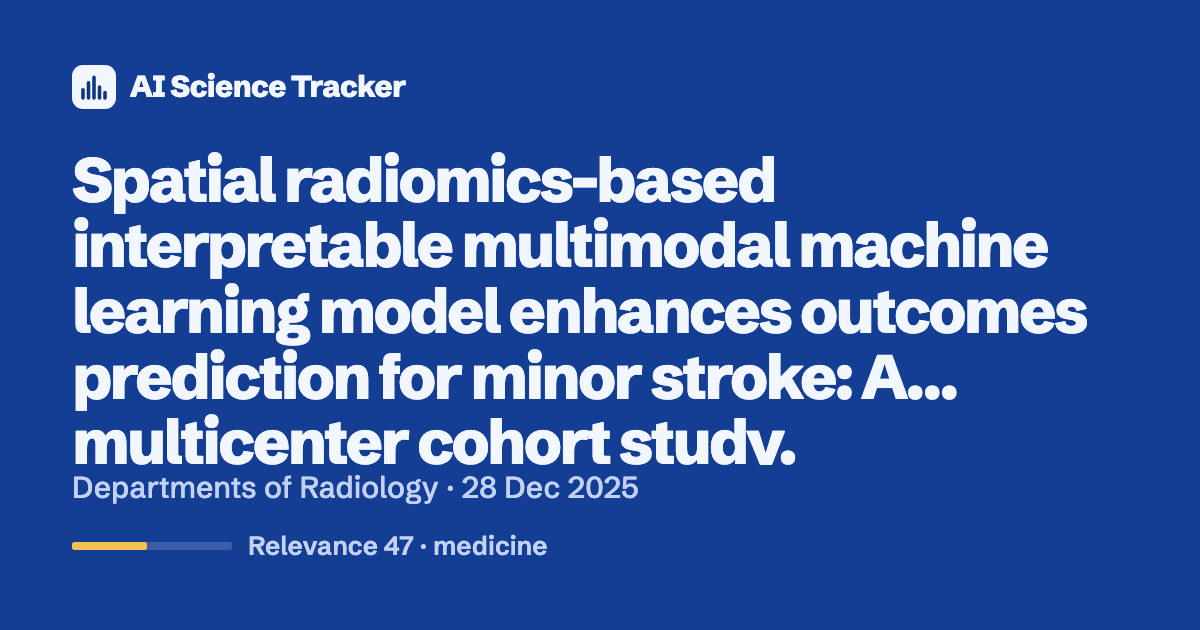 AI Science Tracker
Spatial radiomics-based
interpretable multimodal machine
learning model enhances outcomes
prediction for minor stroke: A...
multicenter cohort study.
Departments of Radiology · 28 Dec 2025
Relevance 47 · medicine